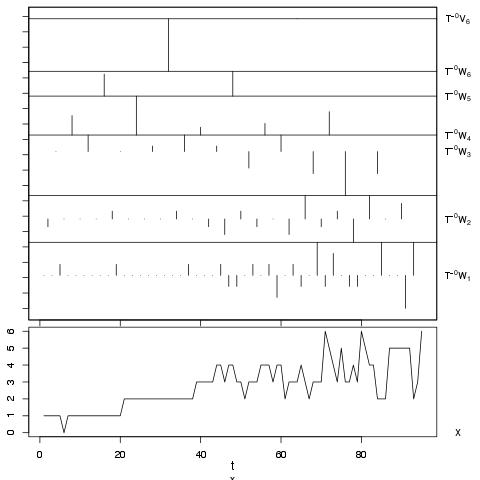 T⁻⁰V₆
T⁻⁰W₆
T⁻⁰W₅
T⁻⁰W₄
T⁻⁰W₃
T⁻⁰W₂
T⁻⁰W₁
6
5
4
3
2
1
0
X
0 20 40 60 80
t
x